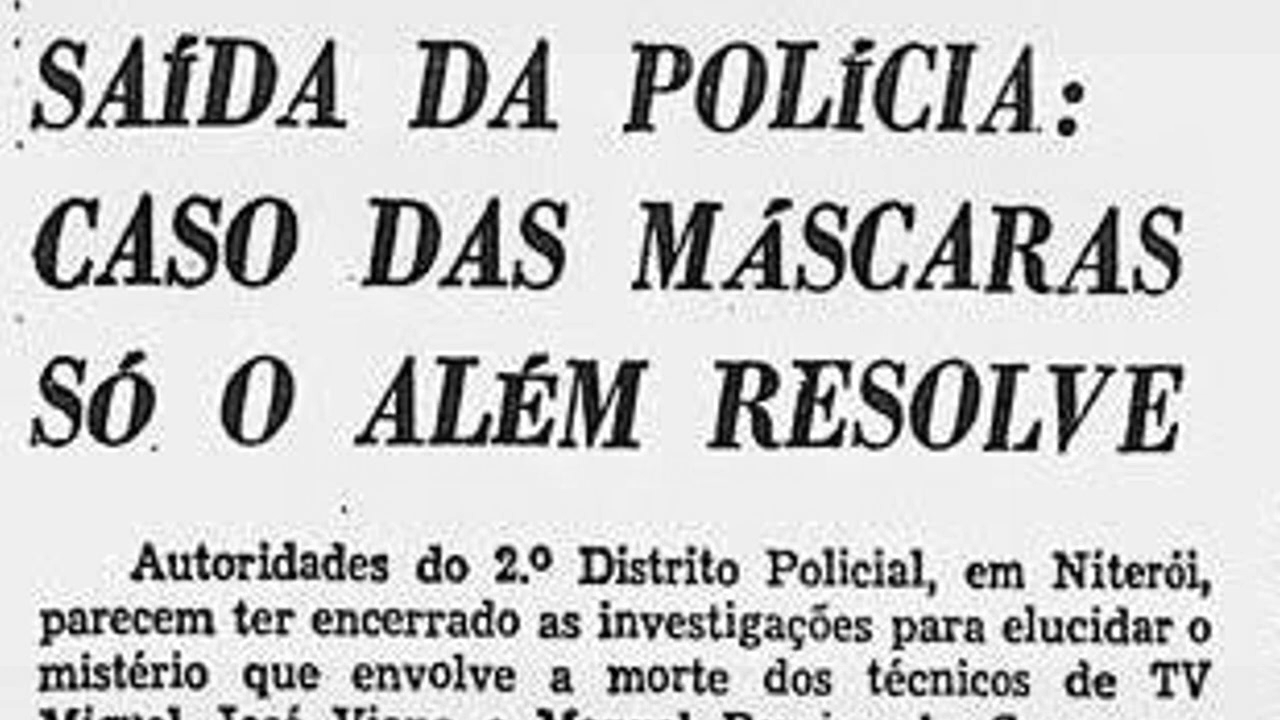 SAÍDA DA POLÍCIA:
CASO DAS MÁSCARAS
SÓ O ALÉM RESOLVE
Autoridades do 2.º Distrito Policial, em Niterói,
parecem ter encerrado as investigações para elucidar o
mistério que envolve a morte dos técnicos de TV